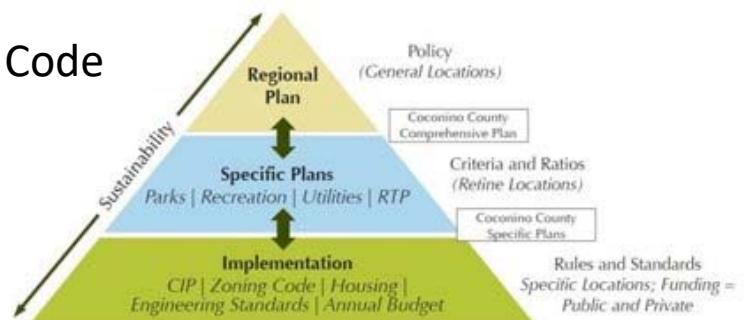 Code
Regional
Plan
Policy
(General Locations)
Coconino County
Comprehensive Plan
Sustainability
Specific Plans
Parks | Recreation | Utilities | RTP
Criteria and Ratios
(Refine Locations)
Coconino County
Specific Plans
Implementation
CIP | Zoning Code | Housing |
Engineering Standards | Annual Budget
Rules and Standards
Specific Locations; Funding =
Public and Private